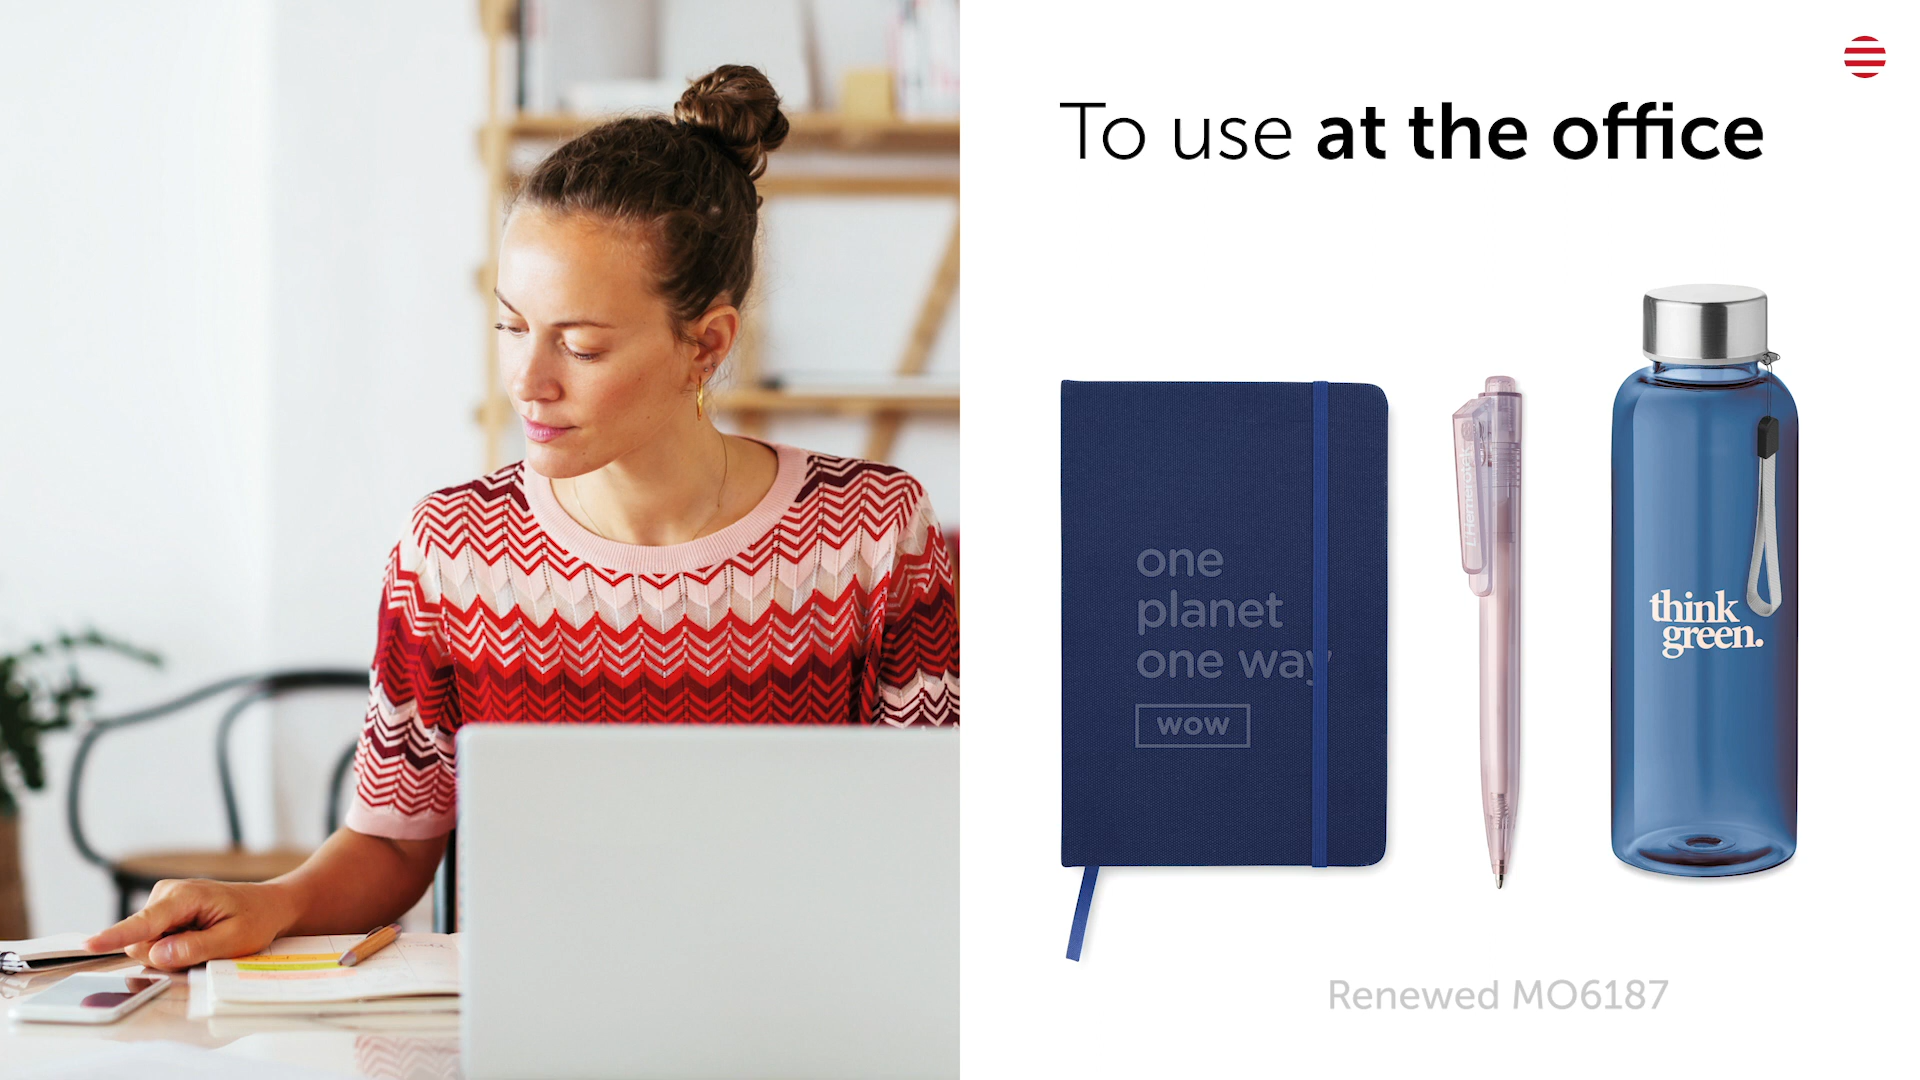 To use at the office
one
planet
one way
wow
think
green.
Renewed MO6187